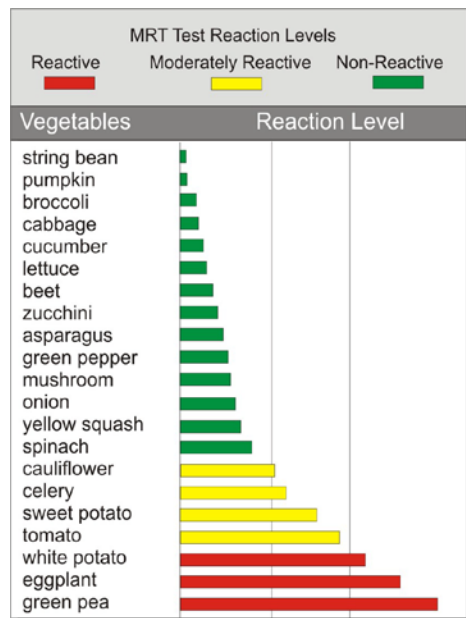 MRT Test Reaction Levels
Reactive Moderately Reactive Non-Reactive
Vegetables Reaction Level
string bean
pumpkin
broccoli
cabbage
cucumber
lettuce
beet
zucchini
asparagus
green pepper
mushroom
onion
yellow squash
spinach
cauliflower
celery
sweet potato
tomato
white potato
eggplant
green pea